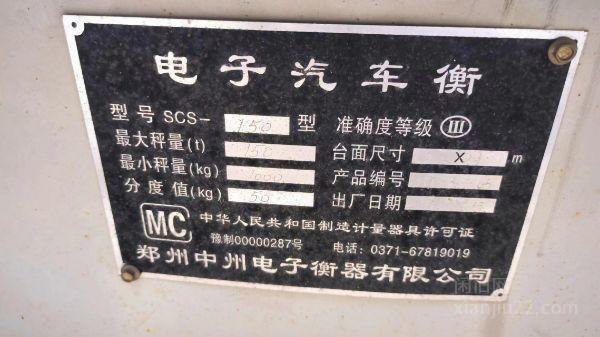 电子汽车衡
型号 SCS- 150 型 准确度等级 Ⅲ
最大秤量(t) 150 台面尺寸 X m
最小秤量(kg) 1000 产品编号
分度值(kg) 50 出厂日期
MC 中华人民共和国制造计量器具许可证
豫制00000287号 电话: 0371-67819019
郑州中州电子衡器有限公司
闲旧网
xianjiu22.com